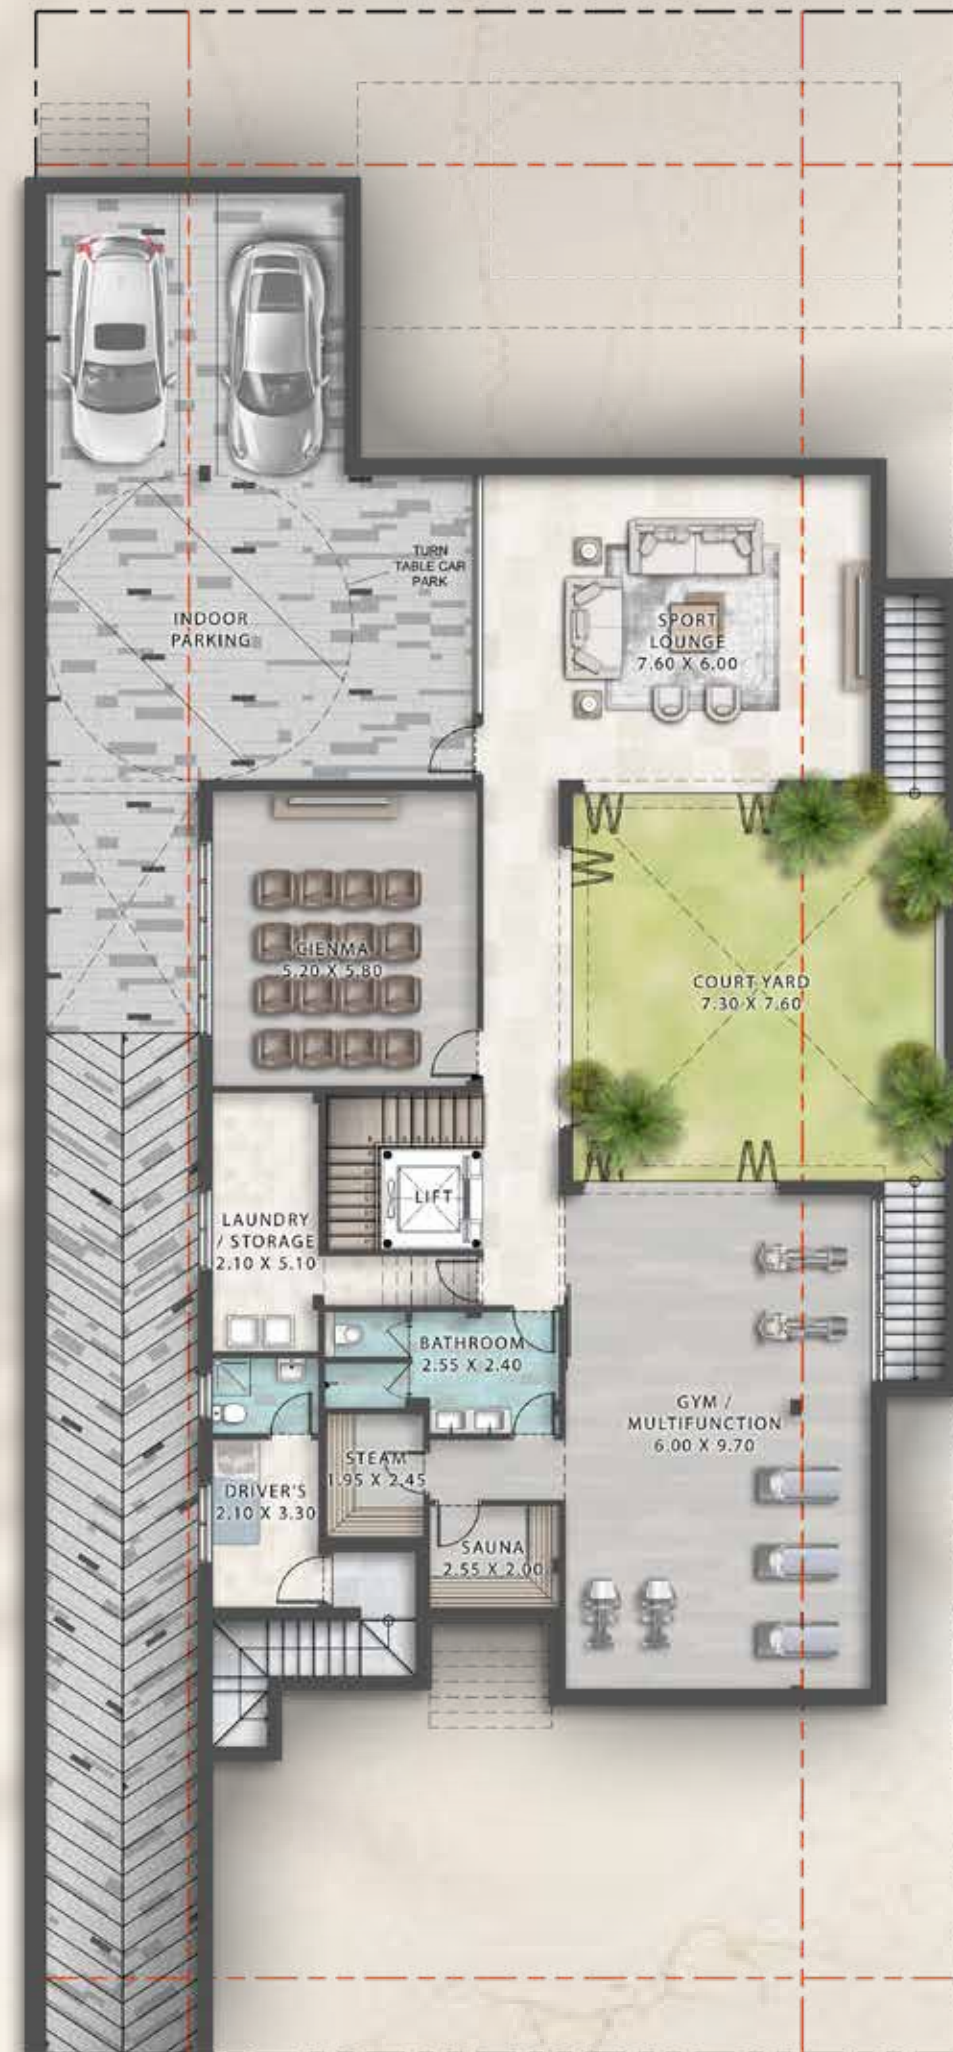 TURN
TABLE CAR
PARK
INDOOR
PARKING
SPORT
LOUNGE
7.60 X 6.00
CIENMA
5.20 X 5.80
COURT YARD
7.30 X 7.60
LIFT
LAUNDRY
/ STORAGE
2.10 X 5.10
BATHROOM
2.55 X 2.40
GYM /
MULTIFUNCTION
6.00 X 9.70
STEAM
1.95 X 2.45
DRIVER'S
2.10 X 3.30
SAUNA
2.55 X 2.00